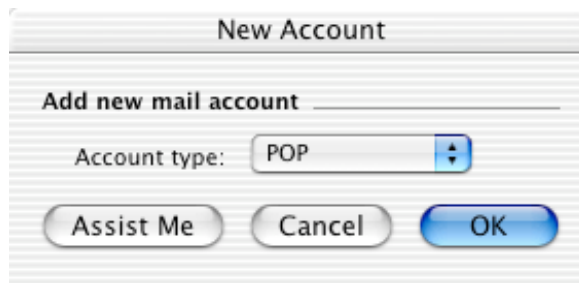 New Account
Add new mail account
Account type: POP
Assist Me Cancel OK